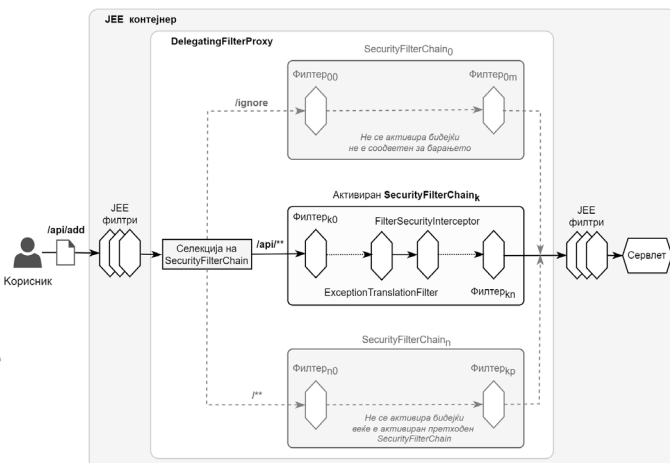 JEE контејнер
DelegatingFilterProxy
SecurityFilterChain0
Филтер00
Филтер0m
/ignore
Не се активира бидејќи
не е соодветен за барањето
Активиран SecurityFilterChaink
JEE
филтри
/api/add
Корисник
Селекција на
SecurityFilterChain
/api/**
Филтерk0
FilterSecurityInterceptor
ExceptionTranslationFilter
Филтерkn
JEE
филтри
Сервлет
SecurityFilterChainn
Филтерn0
Филтерkp
/**
Не се активира бидејќи
веќе е активиран претходен
SecurityFilterChain